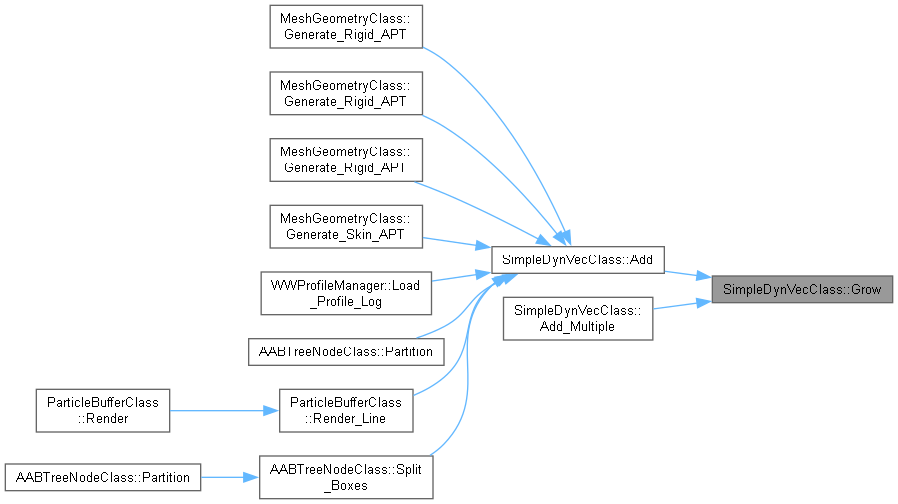 MeshGeometryClass::
Generate_Rigid_APT
MeshGeometryClass::
Generate_Rigid_APT
MeshGeometryClass::
Generate_Rigid_APT
MeshGeometryClass::
Generate_Skin_APT
SimpleDynVecClass::Add
WWProfileManager::Load
_Profile_Log
SimpleDynVecClass::Grow
SimpleDynVecClass::
Add_Multiple
AABTreeNodeClass::Partition
ParticleBufferClass
::Render
ParticleBufferClass
::Render_Line
AABTreeNodeClass::Partition
AABTreeNodeClass::Split
_Boxes